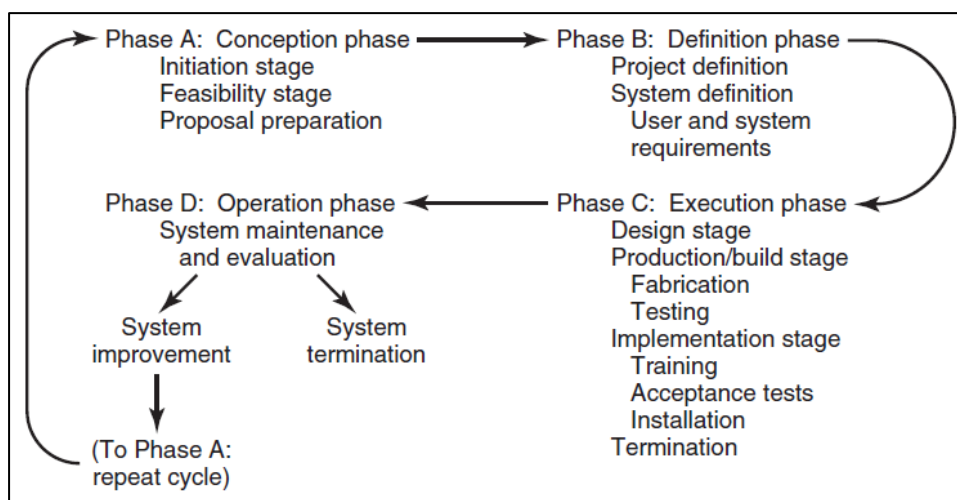 Phase A: Conception phase
Initiation stage
Feasibility stage
Proposal preparation
Phase B: Definition phase
Project definition
System definition
User and system
requirements
Phase C: Execution phase
Design stage
Production/build stage
Fabrication
Testing
Implementation stage
Training
Acceptance tests
Installation
Termination
Phase D: Operation phase
System maintenance
and evaluation
System
improvement
System
termination
(To Phase A:
repeat cycle)